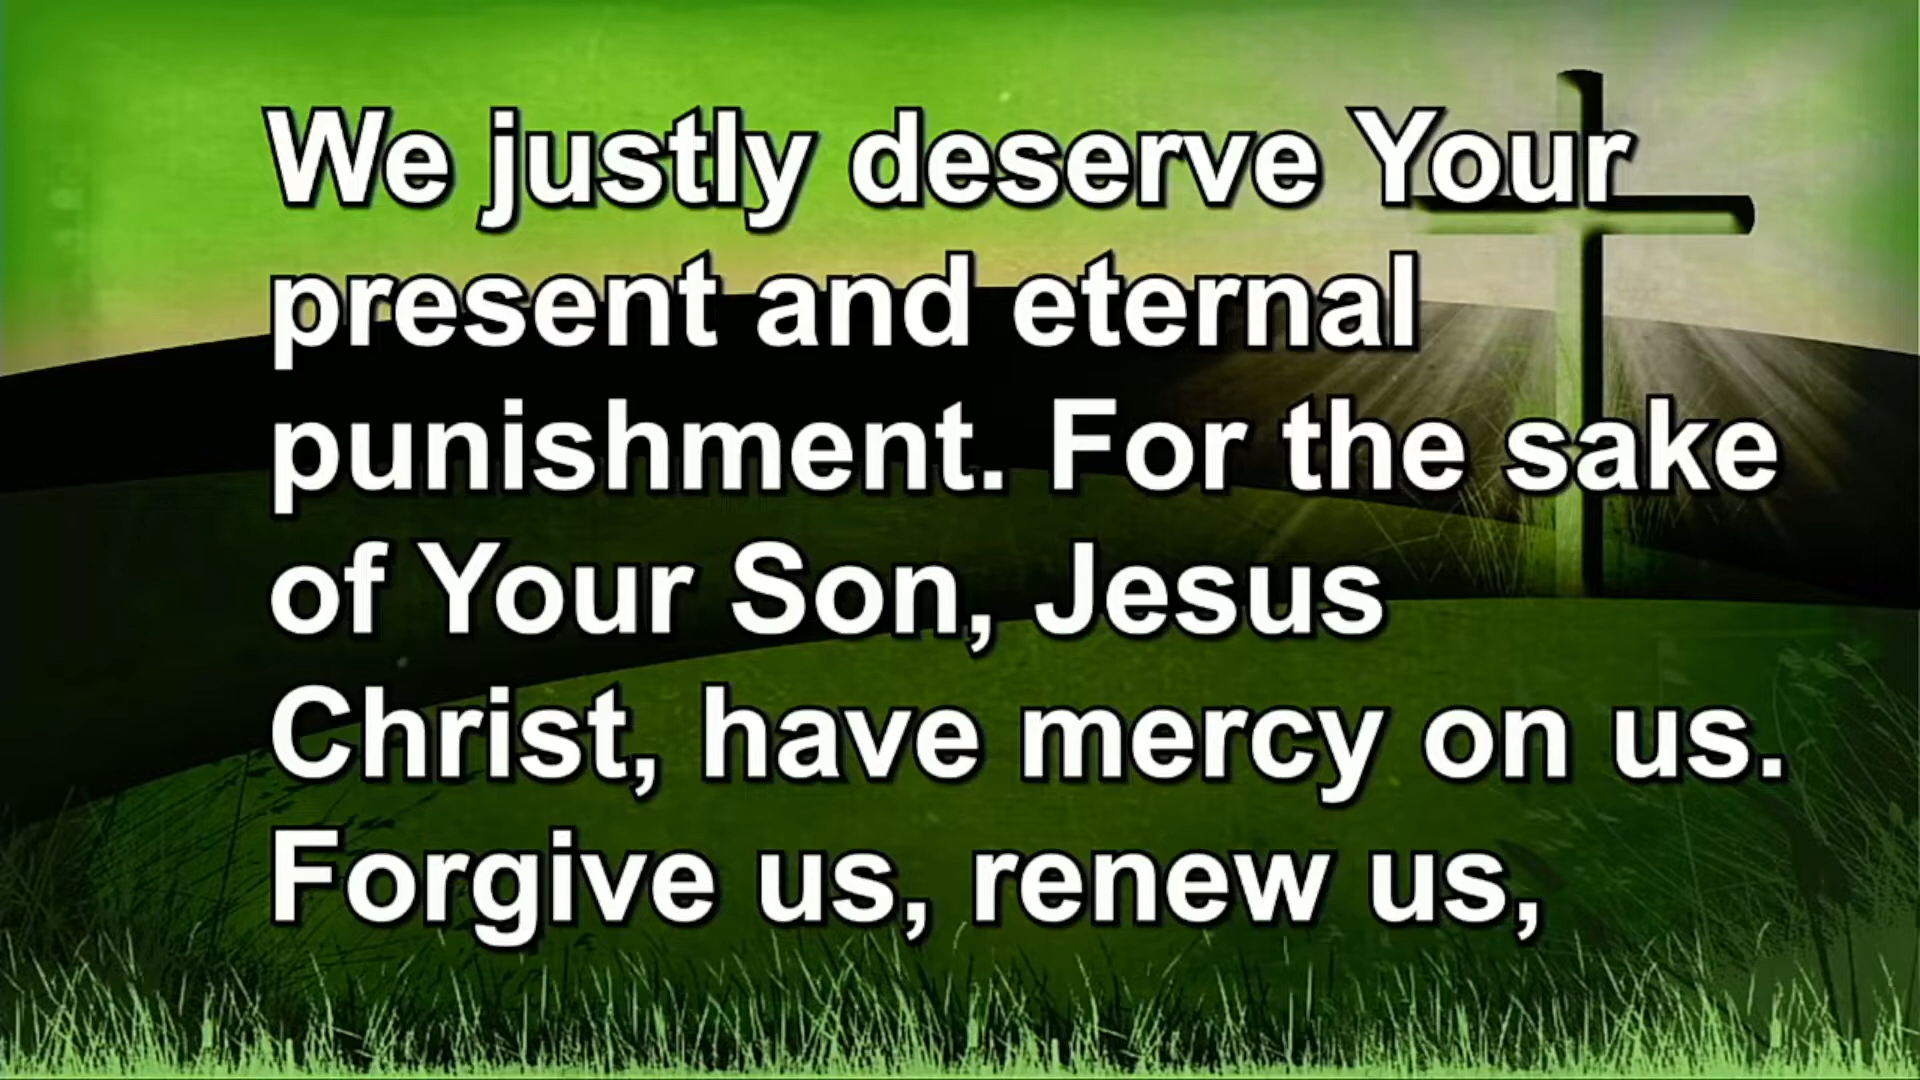 We justly deserve Your
present and eternal
punishment. For the sake
of Your Son, Jesus
Christ, have mercy on us.
Forgive us, renew us,